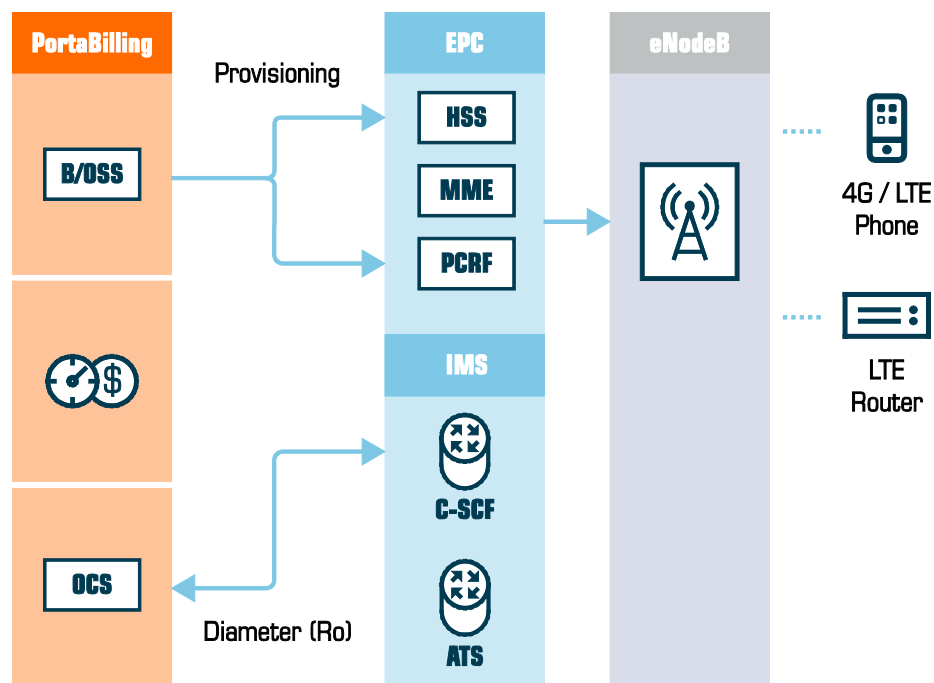 PortaBilling
EPC
eNodeB
Provisioning
B/OSS
HSS
MME
PCRF
4G / LTE
Phone
$
IMS
LTE
Router
C-SCF
OCS
Diameter (Ro)
ATS